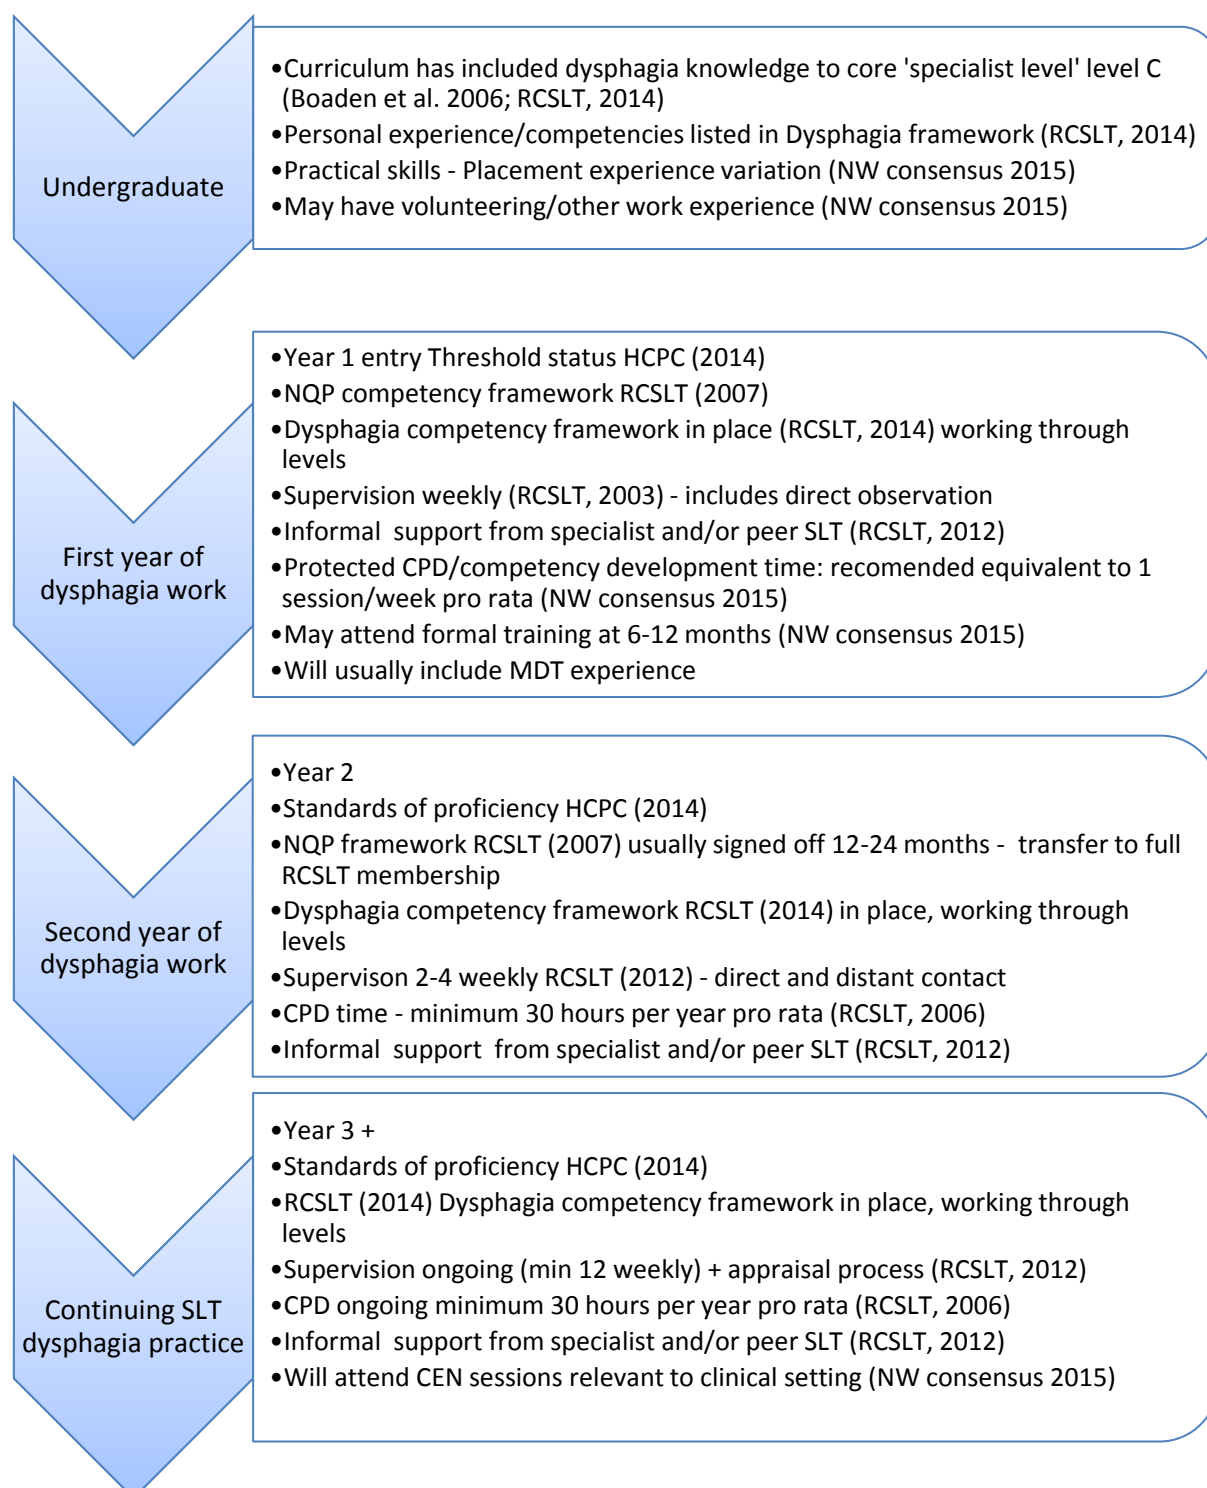 Undergraduate
•Curriculum has included dysphagia knowledge to core 'specialist level' level C
(Boaden et al. 2006; RCSLT, 2014)
•Personal experience/competencies listed in Dysphagia framework (RCSLT, 2014)
•Practical skills - Placement experience variation (NW consensus 2015)
•May have volunteering/other work experience (NW consensus 2015)
First year of
dysphagia work
•Year 1 entry Threshold status HCPC (2014)
•NQP competency framework RCSLT (2007)
•Dysphagia competency framework in place (RCSLT, 2014) working through
levels
•Supervision weekly (RCSLT, 2003) - includes direct observation
•Informal  support from specialist and/or peer SLT (RCSLT, 2012)
•Protected CPD/competency development time: recomended equivalent to 1
session/week pro rata (NW consensus 2015)
•May attend formal training at 6-12 months (NW consensus 2015)
•Will usually include MDT experience
Second year of
dysphagia work
•Year 2
•Standards of proficiency HCPC (2014)
•NQP framework RCSLT (2007) usually signed off 12-24 months -  transfer to full
RCSLT membership
•Dysphagia competency framework RCSLT (2014) in place, working through
levels
•Supervison 2-4 weekly RCSLT (2012) - direct and distant contact
•CPD time - minimum 30 hours per year pro rata (RCSLT, 2006)
•Informal  support  from specialist and/or peer SLT (RCSLT, 2012)
Continuing SLT
dysphagia practice
•Year 3 +
•Standards of proficiency HCPC (2014)
•RCSLT (2014) Dysphagia competency framework in place, working through
levels
•Supervision ongoing (min 12 weekly) + appraisal process (RCSLT, 2012)
•CPD ongoing minimum 30 hours per year pro rata (RCSLT, 2006)
•Informal  support from specialist and/or peer SLT (RCSLT, 2012)
•Will attend CEN sessions relevant to clinical setting (NW consensus 2015)